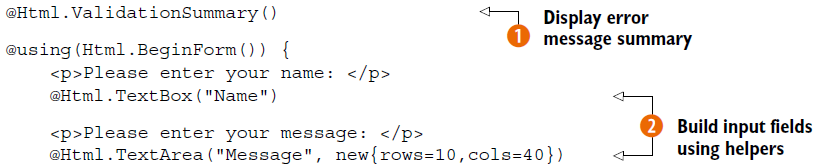 @Html.ValidationSummary()
1 Display error
message summary
@using(Html.BeginForm()) {
<p>Please enter your name: </p>
@Html.TextBox("Name")
<p>Please enter your message: </p>
@Html.TextArea("Message", new{rows=10,cols=40})
2 Build input fields
using helpers